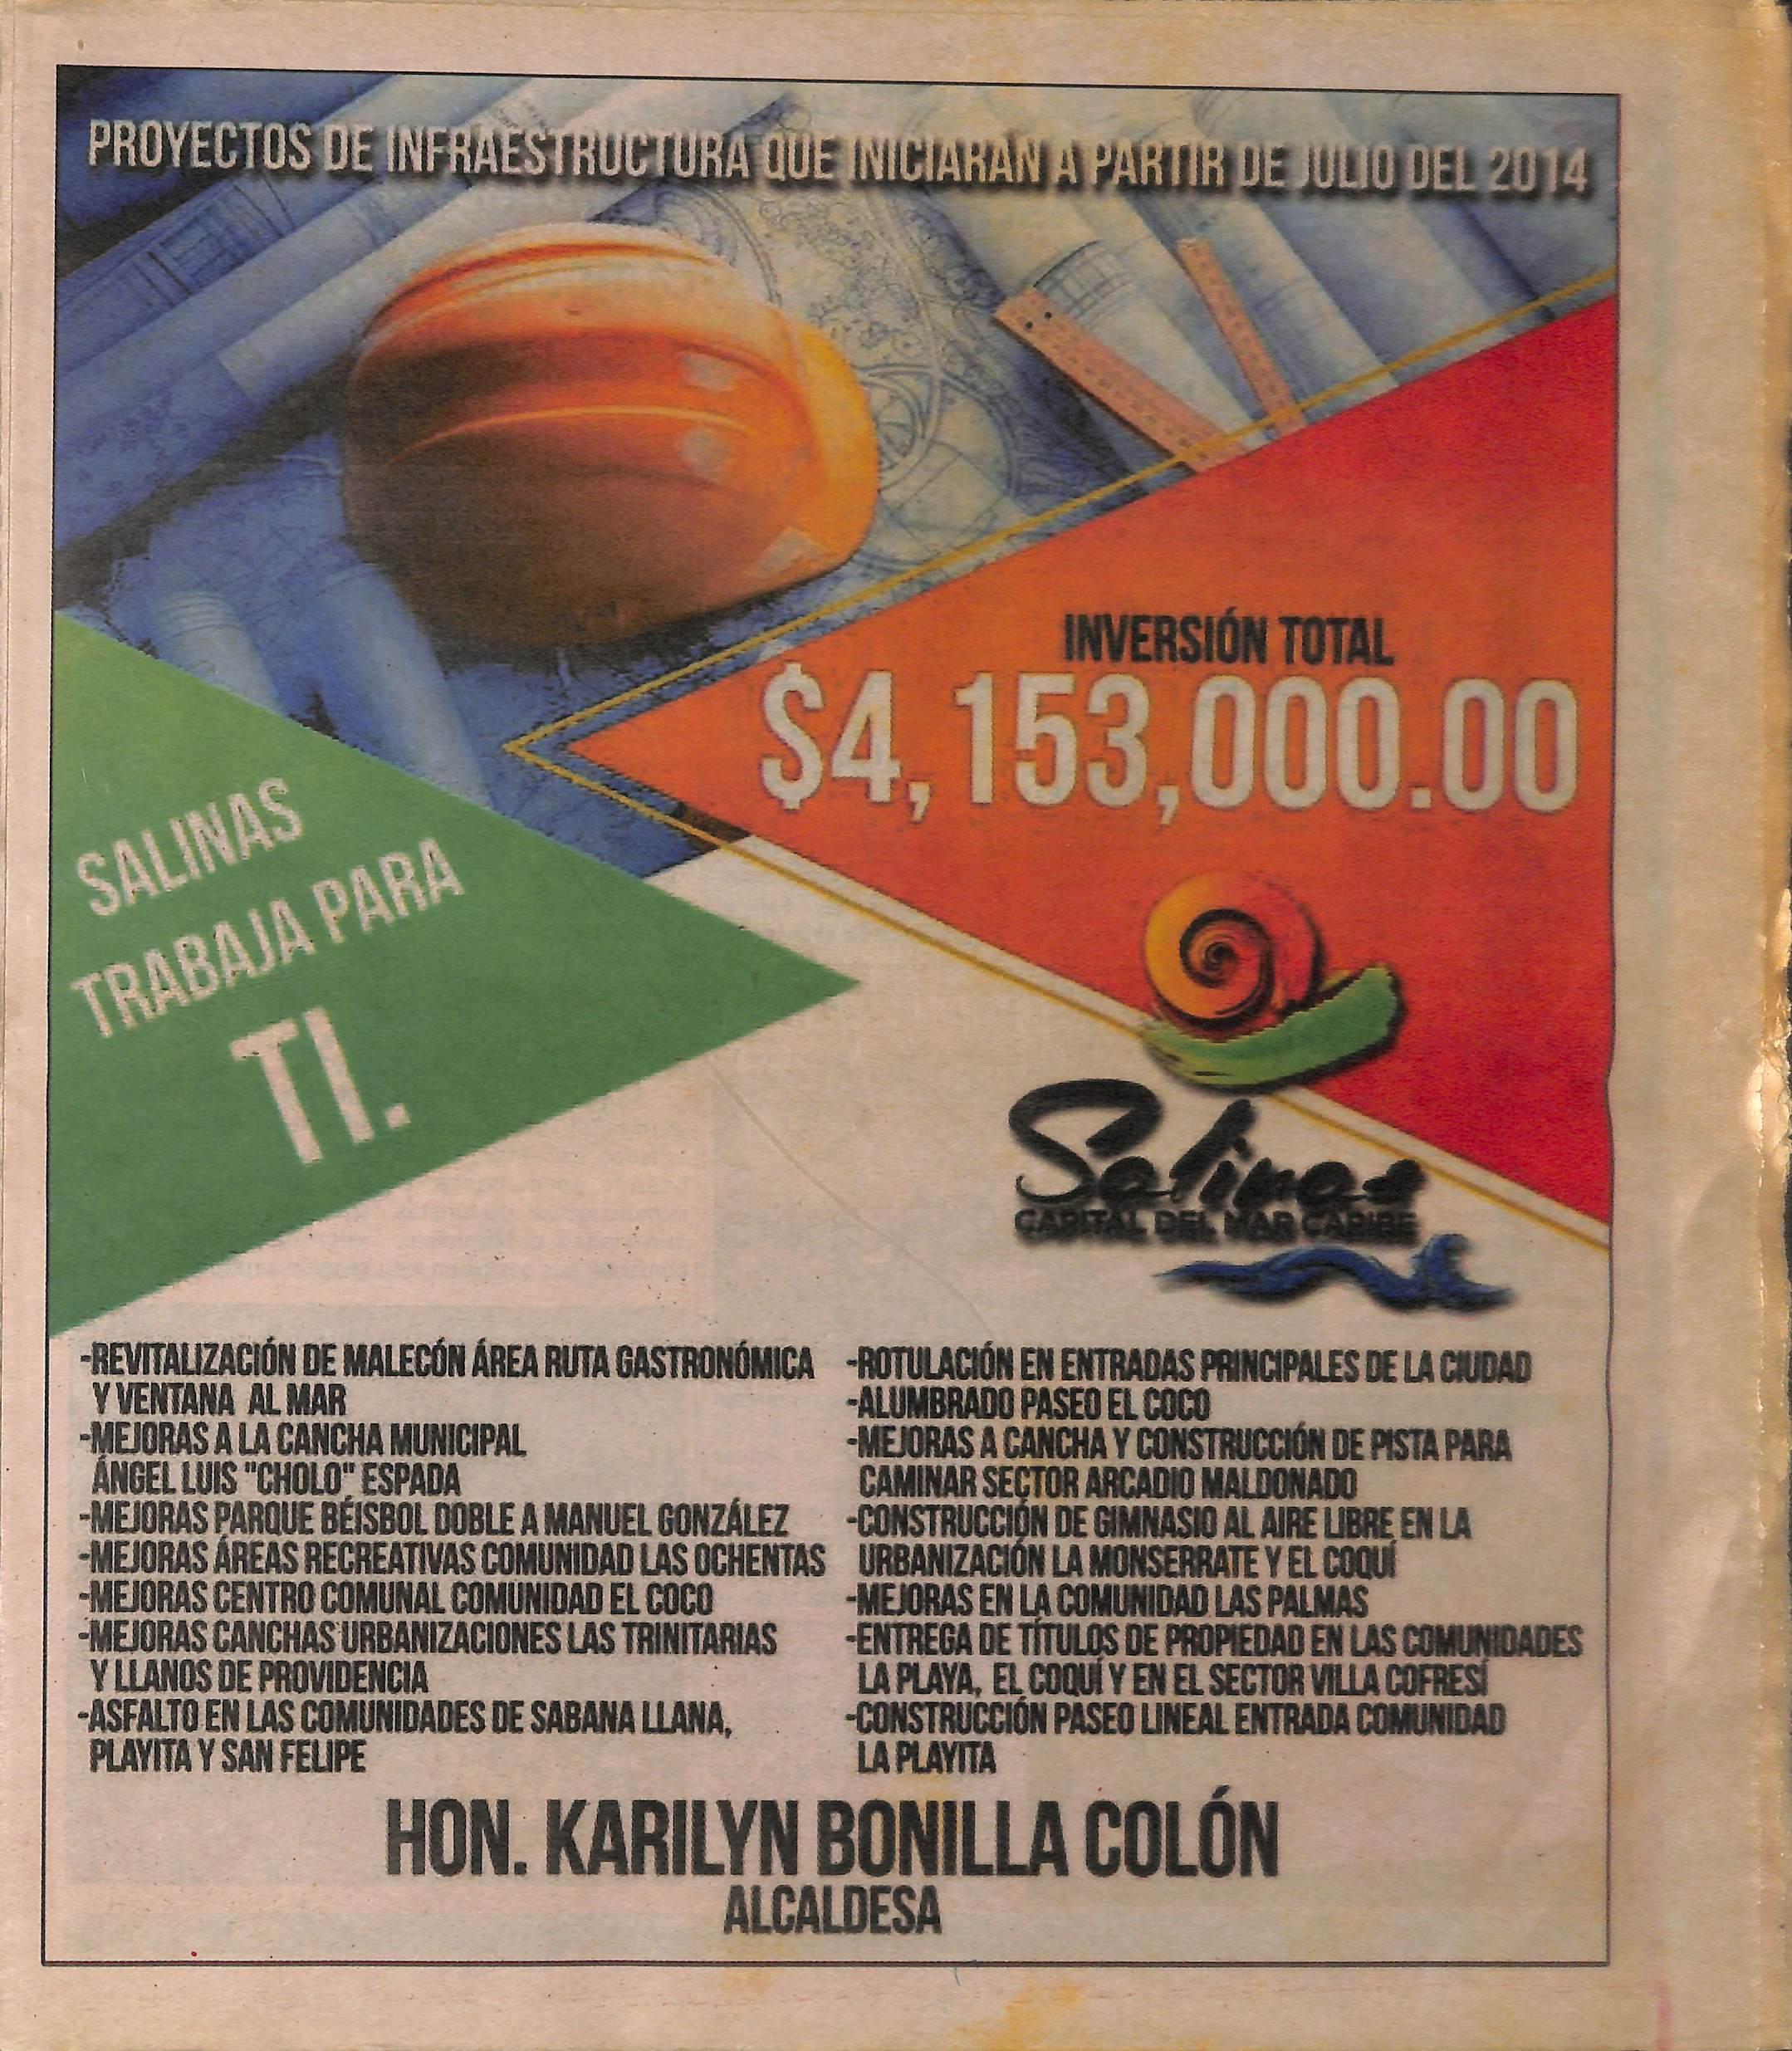 PROYECTOS DE INFRAESTRUCTURA QUE INICIARAN A PARTIR DE JULIO DEL 2014
INVERSIÓN TOTAL
$4,153,000.00
SALINAS
TRABAJA PARA
TI.
Salinas
CAPITAL DEL MAR CARIBE
-REVITALIZACIÓN DE MALECÓN ÁREA RUTA GASTRONÓMICA
Y VENTANA AL MAR
-MEJORAS A LA CANCHA MUNICIPAL
ÁNGEL LUIS "CHOLO" ESPADA
-MEJORAS PARQUE BÉISBOL DOBLE A MANUEL GONZÁLEZ
-MEJORAS ÁREAS RECREATIVAS COMUNIDAD LAS OCHENTAS
-MEJORAS CENTRO COMUNAL COMUNIDAD EL COCO
-MEJORAS CANCHAS URBANIZACIONES LAS TRINITARIAS
Y LLANOS DE PROVIDENCIA
-ASFALTO EN LAS COMUNIDADES DE SABANA LLANA,
PLAYITA Y SAN FELIPE
-ROTULACIÓN EN ENTRADAS PRINCIPALES DE LA CIUDAD
-ALUMBRADO PASEO EL COCO
-MEJORAS A CANCHA Y CONSTRUCCIÓN DE PISTA PARA
CAMINAR SECTOR ARCADIO MALDONADO
-CONSTRUCCIÓN DE GIMNASIO AL AIRE LIBRE EN LA
URBANIZACIÓN LA MONSERRATE Y EL COQUÍ
-MEJORAS EN LA COMUNIDAD LAS PALMAS
-ENTREGA DE TÍTULOS DE PROPIEDAD EN LAS COMUNIDADES
LA PLAYA, EL COQUÍ Y EN EL SECTOR VILLA COFRESÍ
-CONSTRUCCIÓN PASEO LINEAL ENTRADA COMUNIDAD
LA PLAYITA
HON. KARILYN BONILLA COLÓN
ALCALDESA